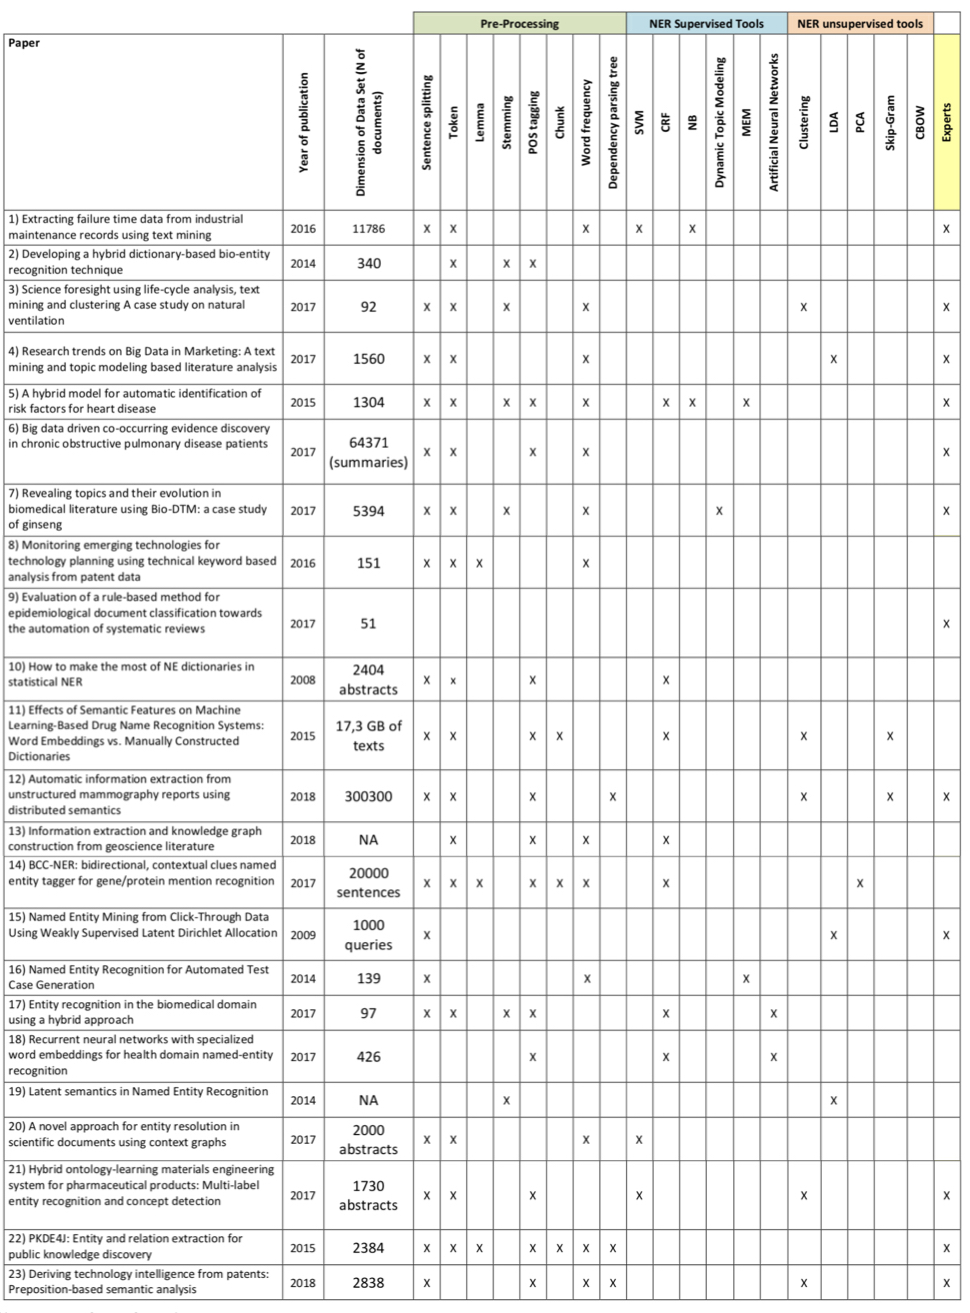 Pre-Processing NER Supervised Tools NER unsupervised tools
Paper
Year of publication
Dimension of Data Set (N of
documents)
Sentence splitting
Token
Lemma
Stemming
POS tagging
Chunk
Word frequency
Dependency parsing tree
SVM
CRF
NB
Dynamic Topic Modeling
MEM
Artificial Neural Networks
Clustering
LDA
PCA
Skip-Gram
CBOW
Experts
1) Extracting failure time data from industrial
maintenance records using text mining
2016 11786 X X X X X X
2) Developing a hybrid dictionary-based bio-entity
recognition technique
2014 340 X X X
3) Science foresight using life-cycle analysis, text
mining and clustering A case study on natural
ventilation
2017 92 X X X X X X
4) Research trends on Big Data in Marketing: A text
mining and topic modeling based literature analysis
2017 1560 X X X X X
5) A hybrid model for automatic identification of
risk factors for heart disease
2015 1304 X X X X X X X X X
6) Big data driven co-occurring evidence discovery
in chronic obstructive pulmonary disease patients
2017 64371
(summaries)
X X X X X
7) Revealing topics and their evolution in
biomedical literature using Bio-DTM: a case study
of ginseng
2017 5394 X X X X X X
8) Monitoring emerging technologies for
technology planning using technical keyword based
analysis from patent data
2016 151 X X X X
9) Evaluation of a rule-based method for
epidemiological document classification towards
the automation of systematic reviews
2017 51 X
10) How to make the most of NE dictionaries in
statistical NER
2008 2404
abstracts
X x X X
11) Effects of Semantic Features on Machine
Learning-Based Drug Name Recognition Systems:
Word Embeddings vs. Manually Constructed
Dictionaries
2015 17,3 GB of
texts
X X X X X X X
12) Automatic information extraction from
unstructured mammography reports using
distributed semantics
2018 300300 X X X X X X X
13) Information extraction and knowledge graph
construction from geoscience literature
2018 NA X X X X
14) BCC-NER: bidirectional, contextual clues named
entity tagger for gene/protein mention recognition
2017 20000
sentences
X X X X X X X X
15) Named Entity Mining from Click-Through Data
Using Weakly Supervised Latent Dirichlet Allocation
2009 1000
queries
X X X
16) Named Entity Recognition for Automated Test
Case Generation
2014 139 X X X
17) Entity recognition in the biomedical domain
using a hybrid approach
2017 97 X X X X X X
18) Recurrent neural networks with specialized
word embeddings for health domain named-entity
recognition
2017 426 X X X
19) Latent semantics in Named Entity Recognition
2014 NA X X
20) A novel approach for entity resolution in
scientific documents using context graphs
2017 2000
abstracts
X X X X
21) Hybrid ontology-learning materials engineering
system for pharmaceutical products: Multi-label
entity recognition and concept detection
2017 1730
abstracts
X X X X X X
22) PKDE4J: Entity and relation extraction for
public knowledge discovery
2015 2384 X X X X X X X X
23) Deriving technology intelligence from patents:
Preposition-based semantic analysis
2018 2838 X X X X X X